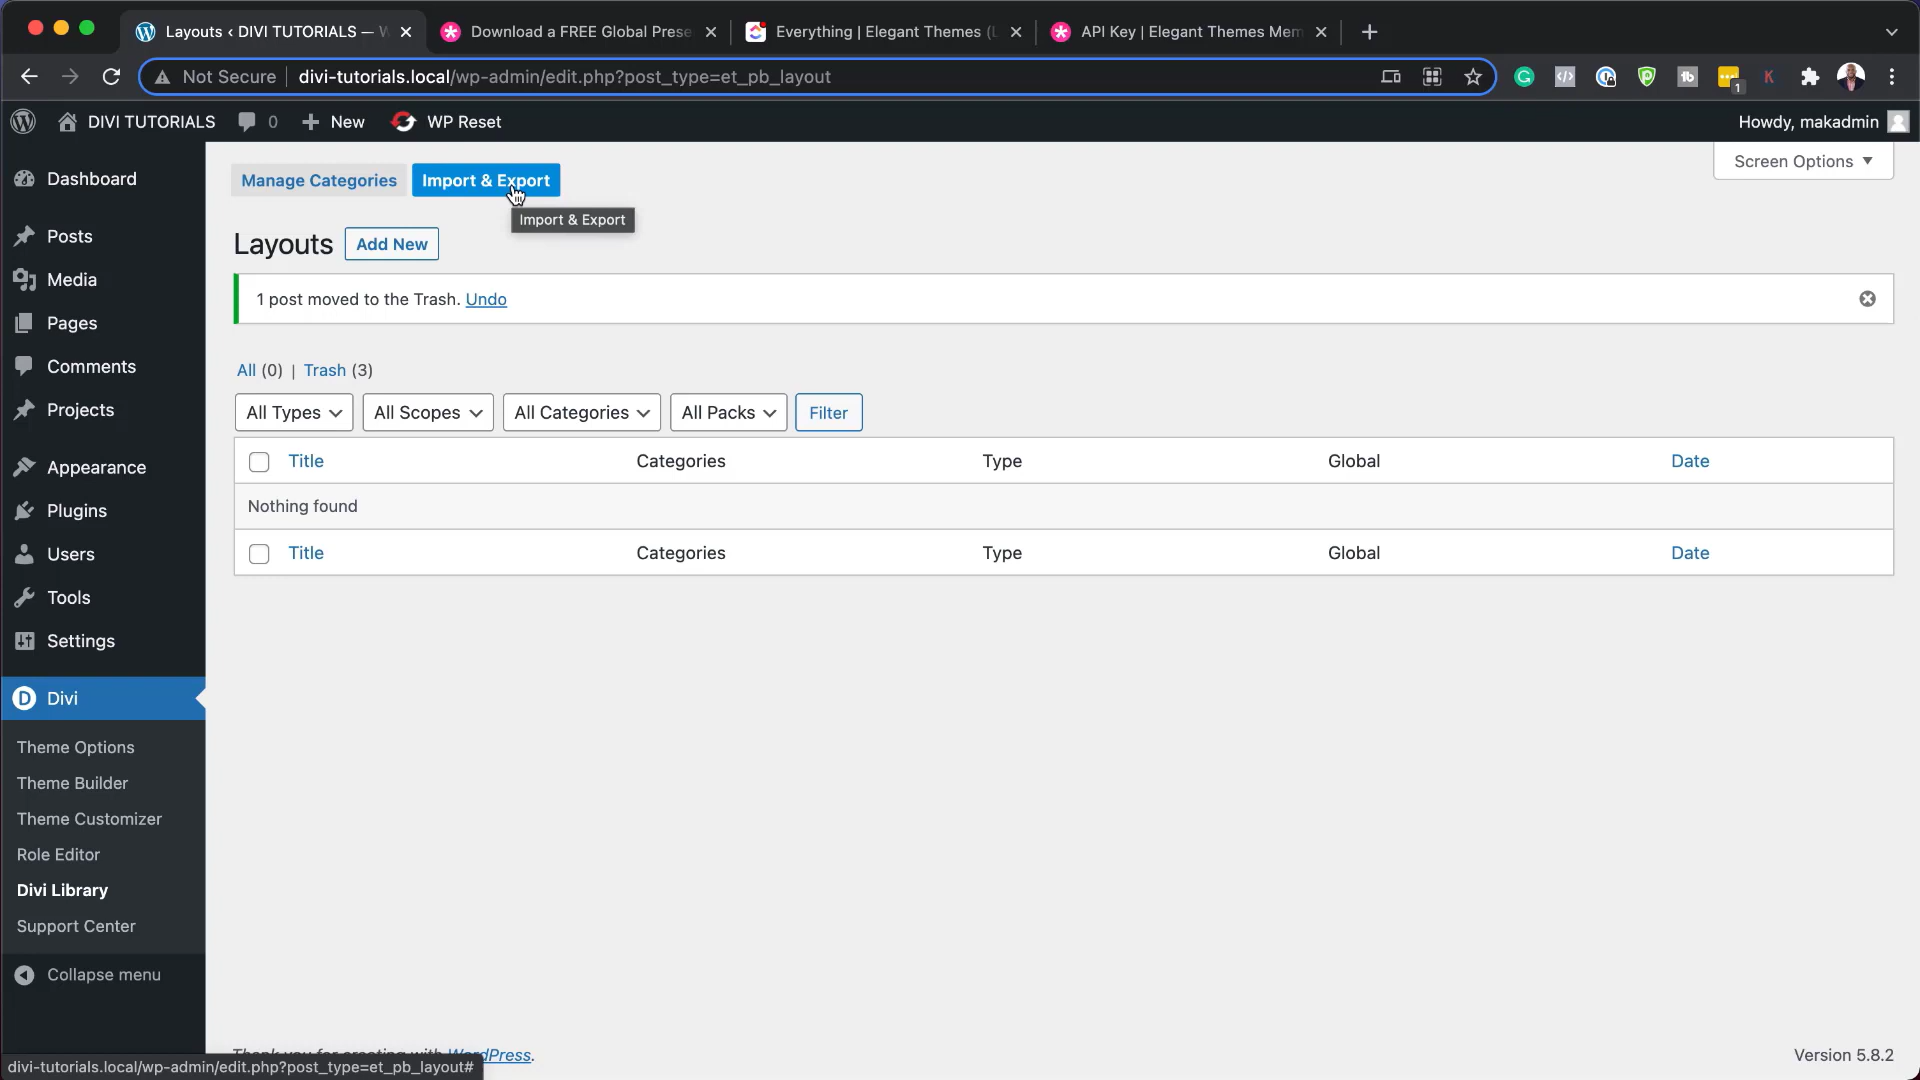 Layouts ‹ DIVI TUTORIALS — W
Download a FREE Global Prese
Everything | Elegant Themes (
API Key | Elegant Themes Mem
Not Secure
divi-tutorials.local/wp-admin/edit.php?post_type=et_pb_layout
1
DIVI TUTORIALS
0
New
WP Reset
Howdy, makadmin
Dashboard
Posts
Media
Pages
Comments
Projects
Appearance
Plugins
Users
Tools
Settings
Divi
Theme Options
Theme Builder
Theme Customizer
Role Editor
Divi Library
Support Center
Collapse menu
Manage Categories
Import & Export
Screen Options
Import & Export
Layouts
Add New
1 post moved to the Trash. Undo
All (0) | Trash (3)
All Types
All Scopes
All Categories
All Packs
Filter
Title Categories Type Global Date
Nothing found
Title Categories Type Global Date
WordPress.
Version 5.8.2
divi-tutorials.local/wp-admin/edit.php?post_type=et_pb_layout#